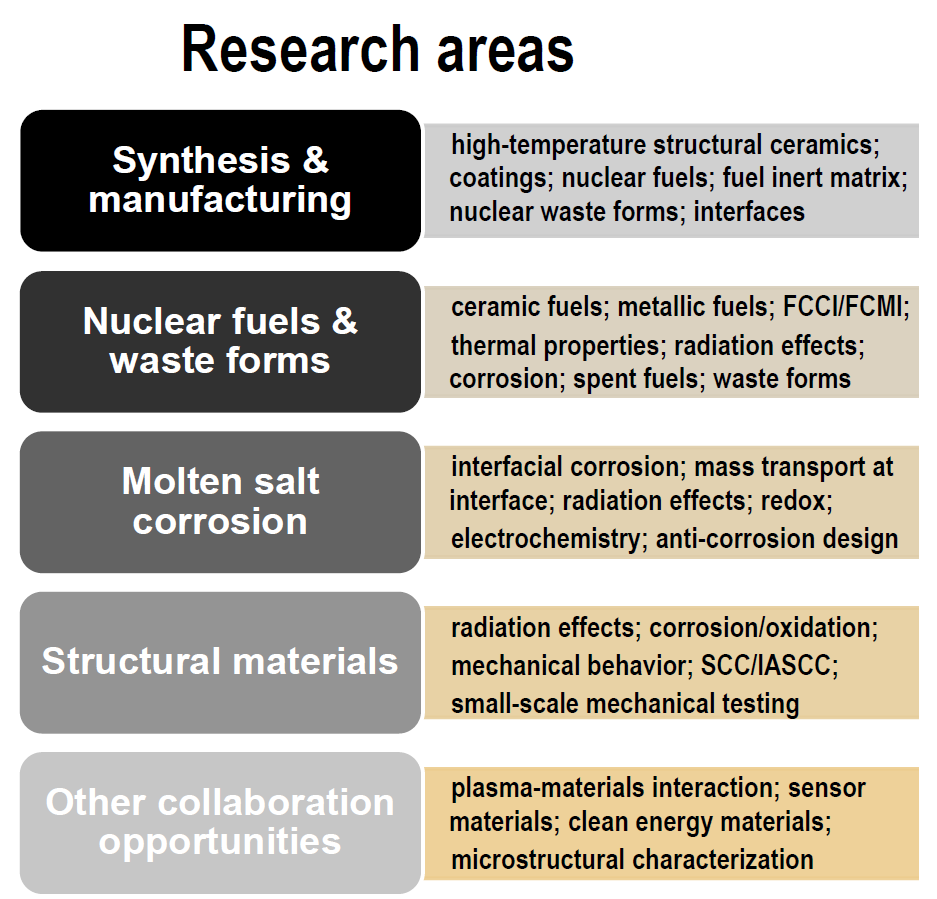 Research areas
Synthesis &
manufacturing
high-temperature structural ceramics;
coatings; nuclear fuels; fuel inert matrix;
nuclear waste forms; interfaces
Nuclear fuels &
waste forms
ceramic fuels; metallic fuels; FCCI/FCMI;
thermal properties; radiation effects;
corrosion; spent fuels; waste forms
Molten salt
corrosion
interfacial corrosion; mass transport at
interface; radiation effects; redox;
electrochemistry; anti-corrosion design
Structural materials
radiation effects; corrosion/oxidation;
mechanical behavior; SCC/IASCC;
small-scale mechanical testing
Other collaboration
opportunities
plasma-materials interaction; sensor
materials; clean energy materials;
microstructural characterization